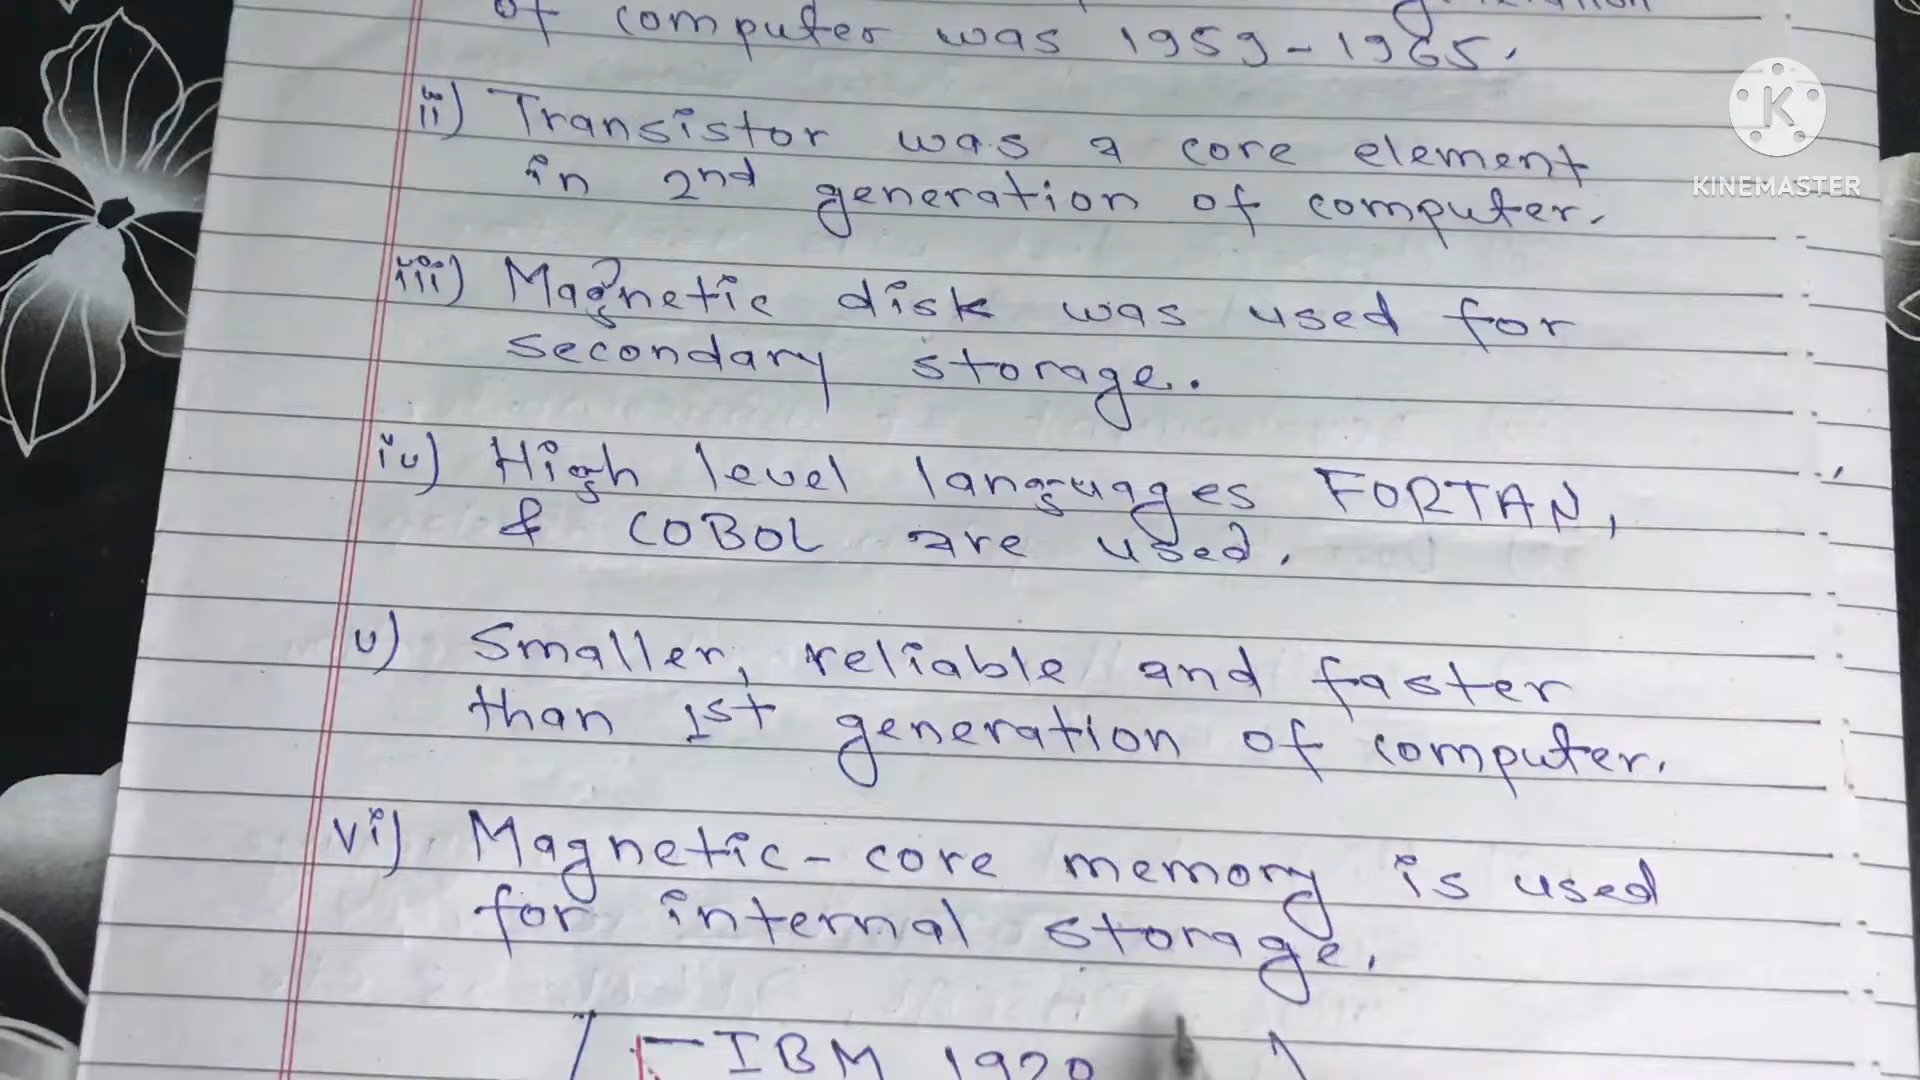 of computer was 1959-1965.
ii) Transistor was a core element
in 2nd generation of computer.
iii) Magnetic disk was used for
secondary storage.
iv) High level languages FORTAN,
& COBOL are used.
v) Smaller, reliable and faster
than 1st generation of computer.
vi) Magnetic-core memory is used
for internal storage.
IBM 1920
K
KINEMASTER